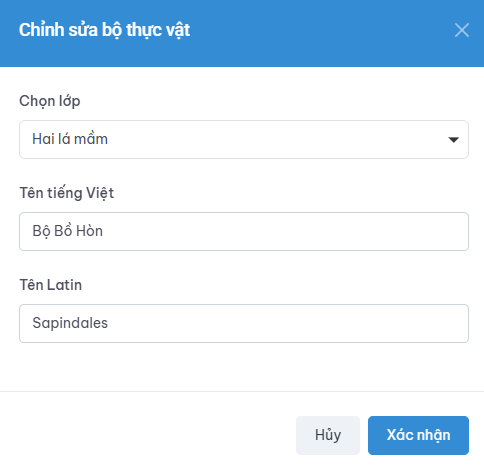 Chỉnh sửa bộ thực vật
Chọn lớp
Hai lá mầm
Tên tiếng Việt
Bộ Bồ Hòn
Tên Latin
Sapindales
Hủy
Xác nhận